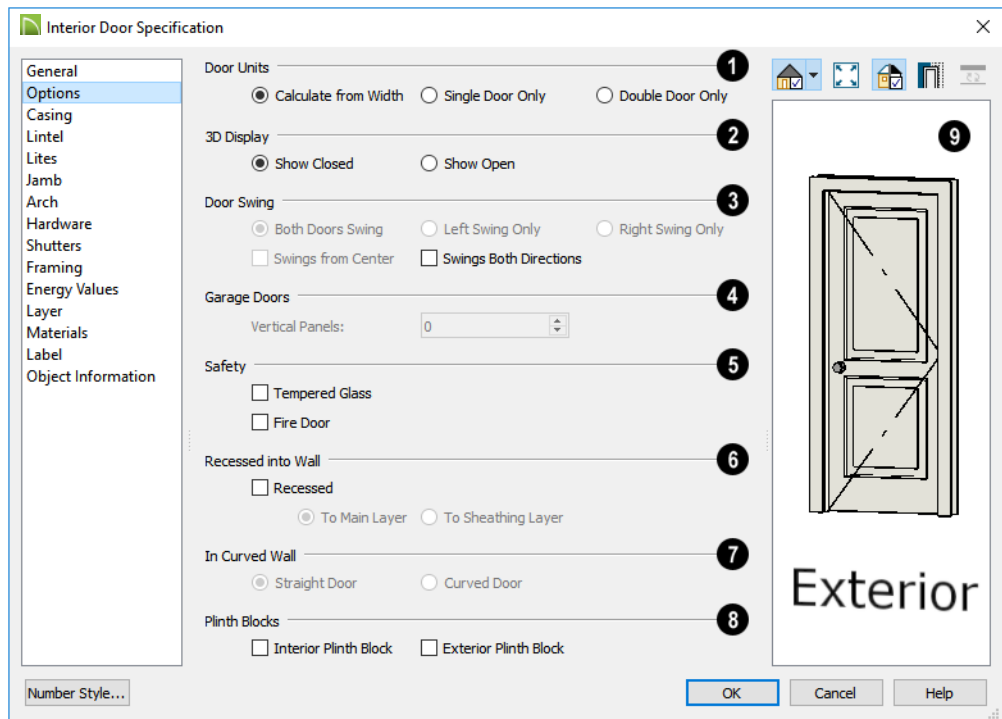 Interior Door Specification
General
Options
Casing
Lintel
Lites
Jamb
Arch
Hardware
Shutters
Framing
Energy Values
Layer
Materials
Label
Object Information
Door Units 1
Calculate from Width Single Door Only Double Door Only
3D Display 2
Show Closed Show Open
Door Swing 3
Both Doors Swing Left Swing Only Right Swing Only
Swings from Center Swings Both Directions
Garage Doors 4
Vertical Panels: 0
Safety 5
Tempered Glass
Fire Door
Recessed into Wall 6
Recessed
To Main Layer To Sheathing Layer
In Curved Wall 7
Straight Door Curved Door
Plinth Blocks 8
Interior Plinth Block Exterior Plinth Block
9
Exterior
Number Style... OK Cancel Help